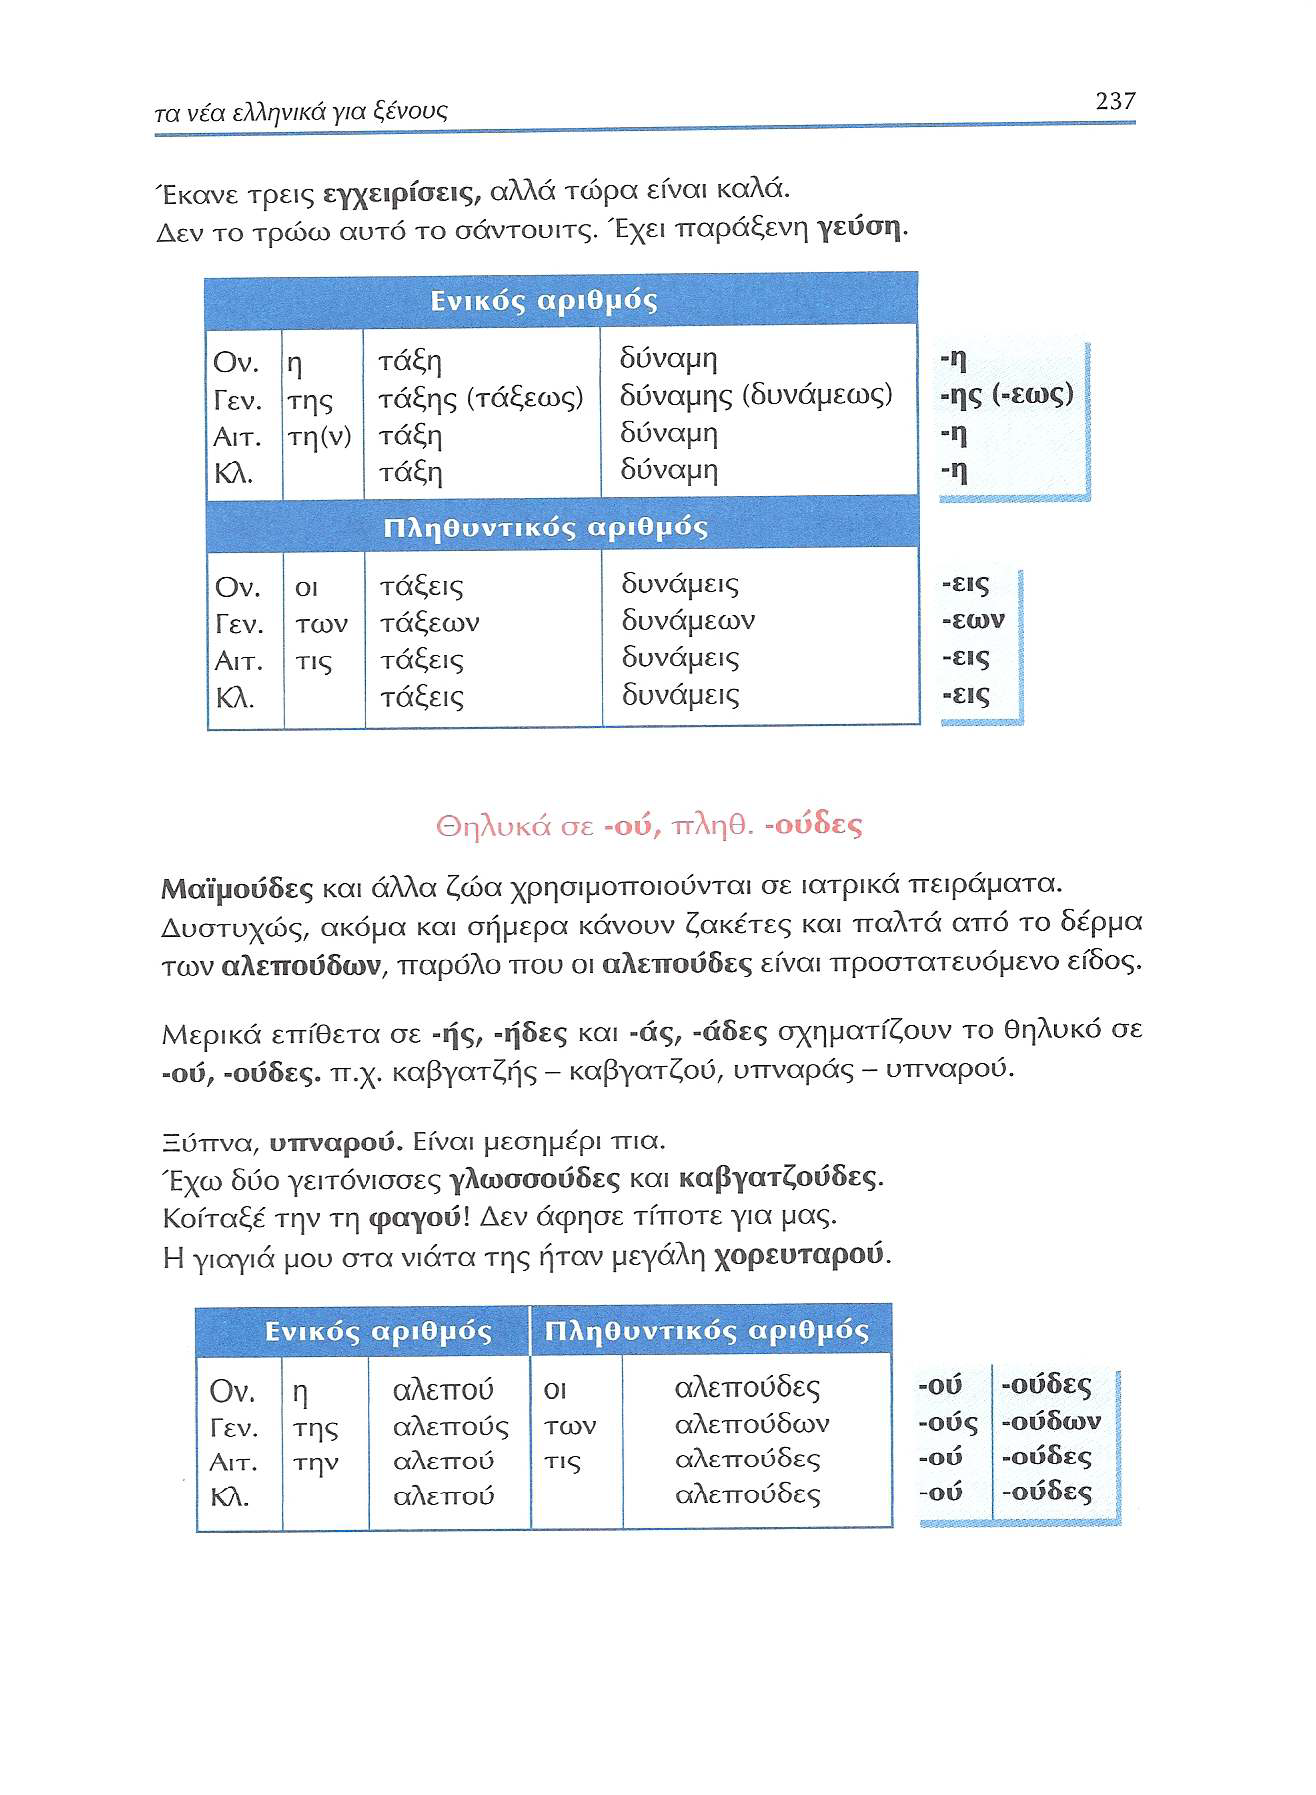 τα νέα ελληνικά για ξένους 237
Έκανε τρεις εγχειρίσεις, αλλά τώρα είναι καλά.
Δεν το τρώω αυτό το σάντουιτς. Έχει παράξενη γεύση.
Ενικός αριθμός
Ον. η τάξη δύναμη -η
Γεν. της τάξης (τάξεως) δύναμης (δυνάμεως) -ης (-εως)
Αιτ. τη(ν) τάξη δύναμη -η
Κλ. τάξη δύναμη -η
Πληθυντικός αριθμός
Ον. οι τάξεις δυνάμεις -εις
Γεν. των τάξεων δυνάμεων -εων
Αιτ. τις τάξεις δυνάμεις -εις
Κλ. τάξεις δυνάμεις -εις
Θηλυκά σε -ού, πληθ. -ούδες
Μαϊμούδες και άλλα ζώα χρησιμοποιούνται σε ιατρικά πειράματα.
Δυστυχώς, ακόμα και σήμερα κάνουν ζακέτες και παλτά από το δέρμα
των αλεπούδων, παρόλο που οι αλεπούδες είναι προστατευόμενο είδος.
Μερικά επίθετα σε -ής, -ήδες και -άς, -άδες σχηματίζουν το θηλυκό σε
-ού, -ούδες. π.χ. καβγατζής – καβγατζού, υπναράς – υπναρού.
Ξύπνα, υπναρού. Είναι μεσημέρι πια.
Έχω δύο γειτόνισσες γλωσσούδες και καβγατζούδες.
Κοίταξέ την τη φαγού! Δεν άφησε τίποτε για μας.
Η γιαγιά μου στα νιάτα της ήταν μεγάλη χορευταρού.
Ενικός αριθμός Πληθυντικός αριθμός
Ον. η αλεπού οι αλεπούδες -ού -ούδες
Γεν. της αλεπούς των αλεπούδων -ούς -ούδων
Αιτ. την αλεπού τις αλεπούδες -ού -ούδες
Κλ. αλεπού αλεπούδες -ού -ούδες